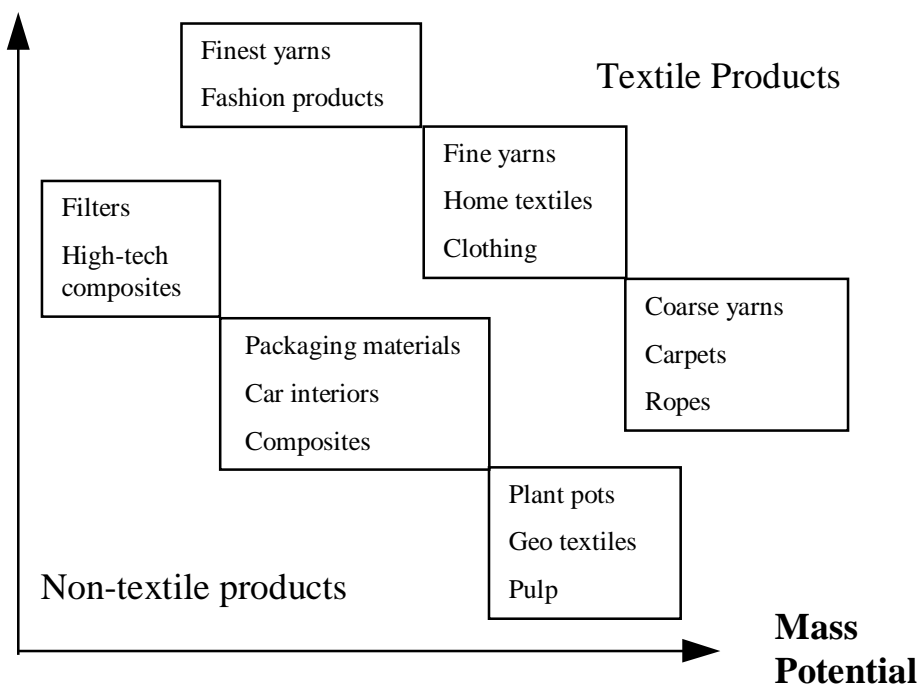 Finest yarns
Fashion products
Textile Products
Fine yarns
Home textiles
Clothing
Filters
High-tech
composites
Coarse yarns
Carpets
Ropes
Packaging materials
Car interiors
Composites
Plant pots
Geo textiles
Pulp
Non-textile products
Mass
Potential